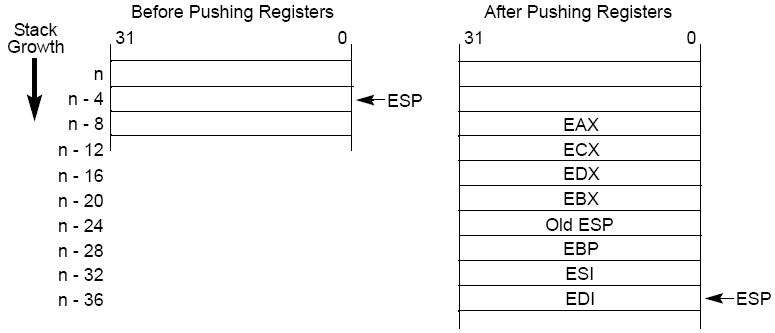 Before Pushing Registers
After Pushing Registers
Stack
Growth
31 0
31 0
n
n - 4 ESP
n - 8 EAX
n - 12 ECX
n - 16 EDX
n - 20 EBX
n - 24 Old ESP
n - 28 EBP
n - 32 ESI
n - 36 EDI ESP